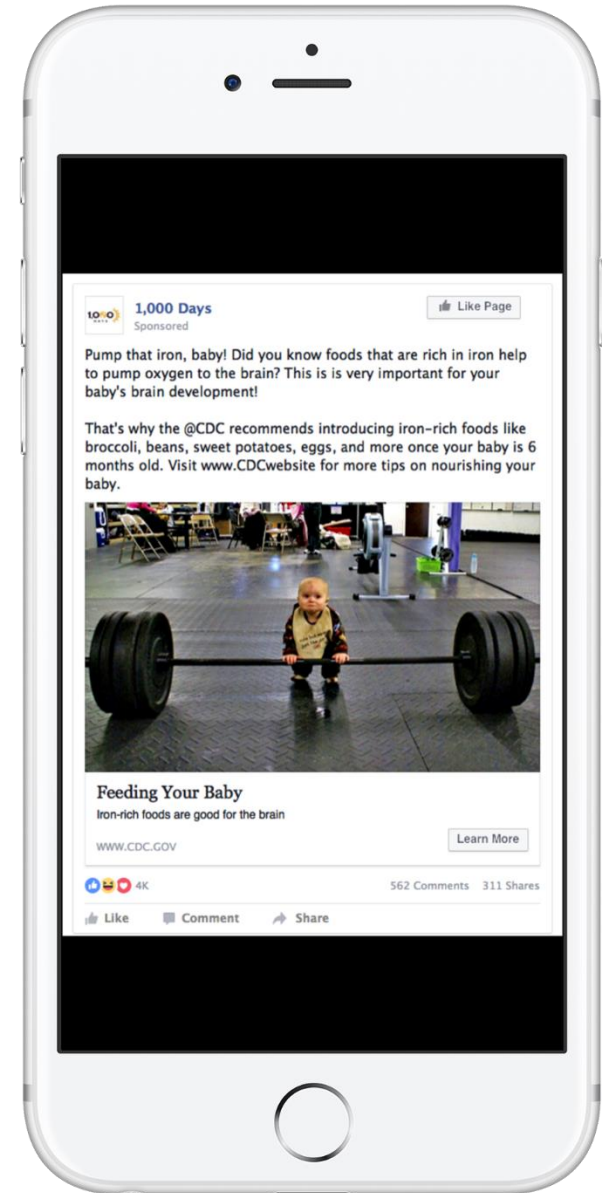 1,000
DAYS
1,000 Days
Sponsored
Like Page
Pump that iron, baby! Did you know foods that are rich in iron help
to pump oxygen to the brain? This is is very important for your
baby's brain development!
That's why the @CDC recommends introducing iron-rich foods like
broccoli, beans, sweet potatoes, eggs, and more once your baby is 6
months old. Visit www.CDCwebsite for more tips on nourishing your
baby.
Feeding Your Baby
Iron-rich foods are good for the brain
WWW.CDC.GOV
Learn More
4K
562 Comments 311 Shares
Like Comment Share